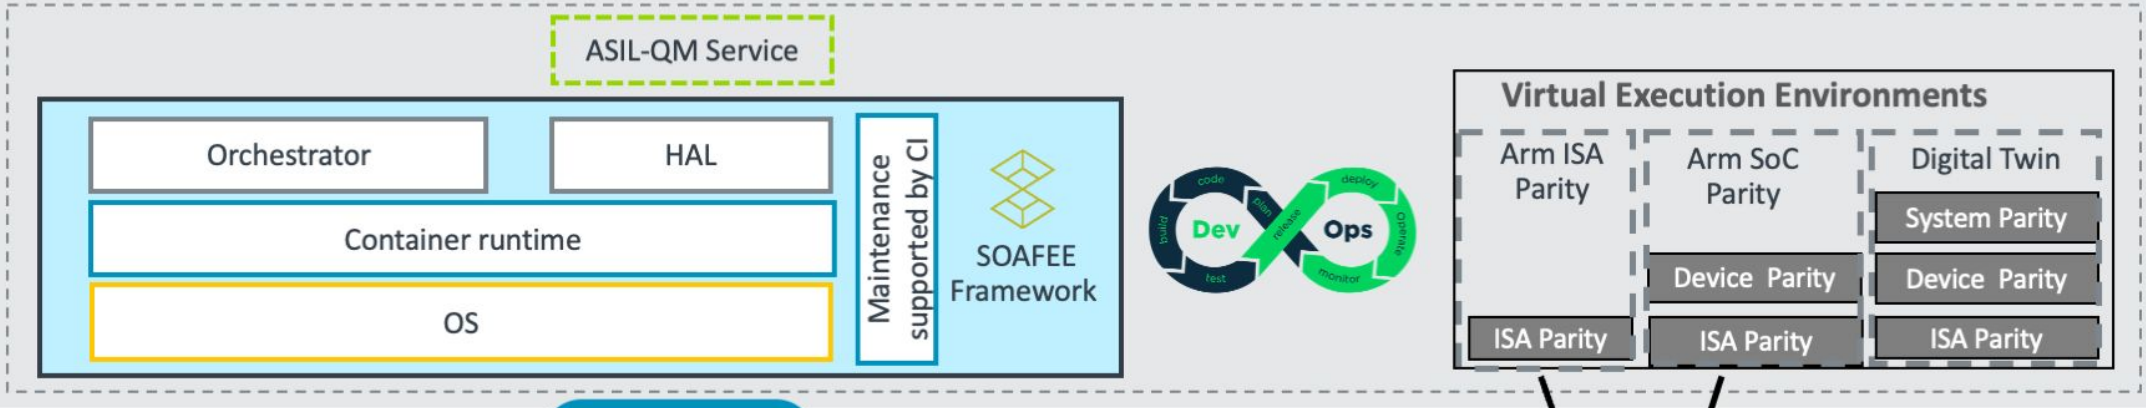 ASIL-QM Service
Orchestrator
HAL
Container runtime
OS
Maintenance
supported by CI
SOAFEE
Framework
code
plan
build
test
Dev
release
deploy
operate
monitor
Ops
Virtual Execution Environments
Arm ISA
Parity
ISA Parity
Arm SoC
Parity
Device Parity
ISA Parity
Digital Twin
System Parity
Device Parity
ISA Parity